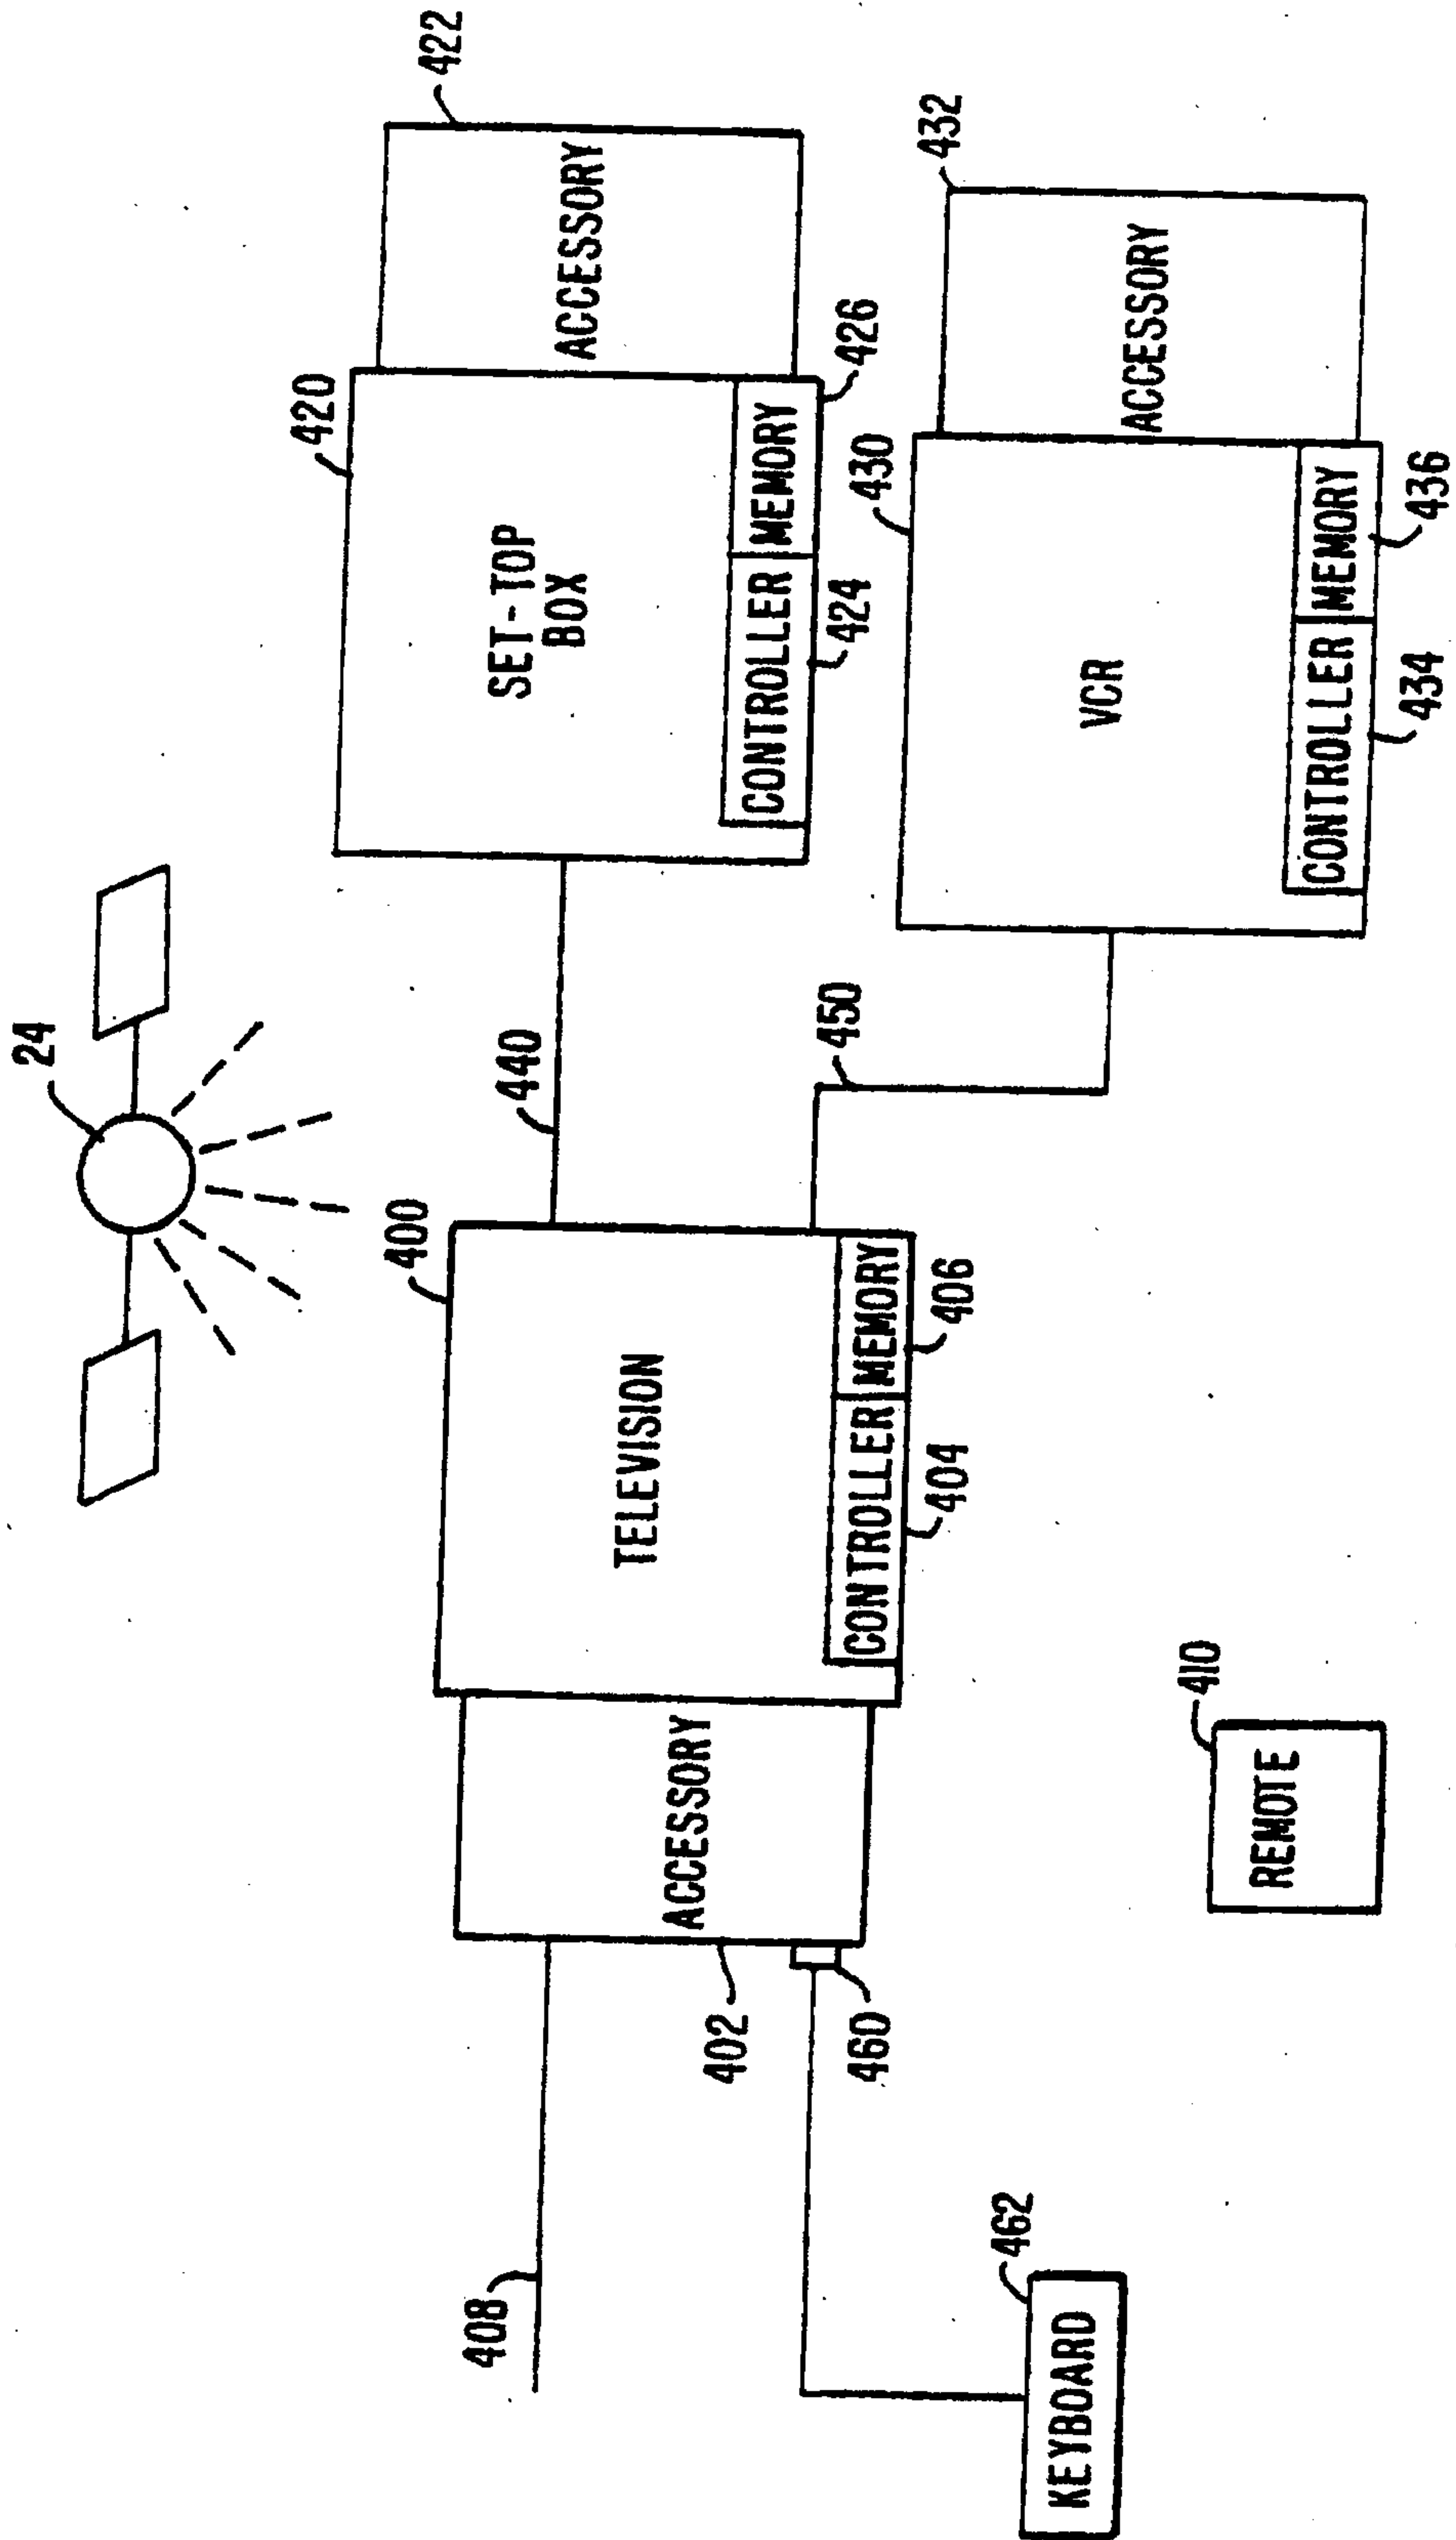 24
422
420
ACCESSORY
SET-TOP
BOX
440
CONTROLLER
MEMORY
426
424
400
432
408
TELEVISION
450
430
ACCESSORY
ACCESSORY
VCR
402
CONTROLLER
MEMORY
406
404
460
CONTROLLER
MEMORY
436
434
462
KEYBOARD
410
REMOTE